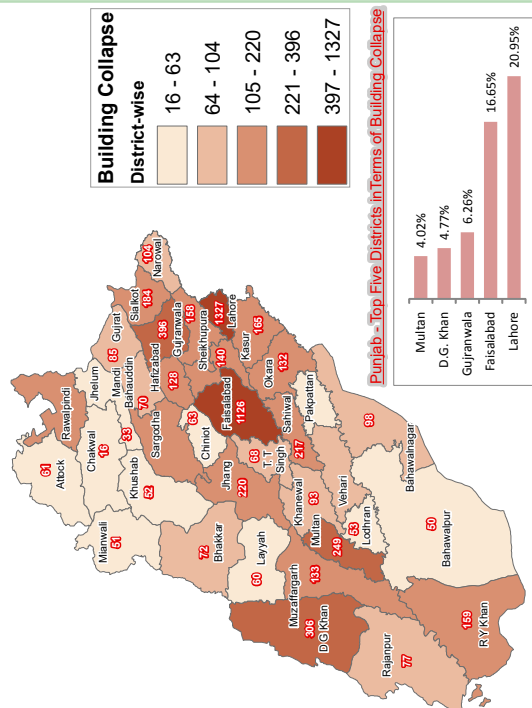 61
Attock
Rawalpindi
Chakwal
16
Jhelum
33
Mianwali
51
Khushab
52
Mandi
Bahauddin
70
Gujrat
85
Sialkot
184
104
Narowal
Sargodha
Hafizabad
128
396
Gujranwala
158
Sheikhupura
140
1327
Lahore
Kasur
165
63
Chiniot
Faisalabad
1126
72
Bhakkar
Jhang
220
68
T. T
Singh
Okara
132
Sahiwal
217
Pakpattan
Layyah
60
Khanewal
93
Muzaffargarh
133
Multan
249
Vehari
53
Lodhran
98
Bahawalnagar
306
D G Khan
50
Bahawalpur
Rajanpur
77
159
R Y Khan
Building Collapse
District-wise
16 - 63
64 - 104
105 - 220
221 - 396
397 - 1327
Punjab - Top Five Districts in Terms of Building Collapse
Multan 4.02%
D.G. Khan 4.77%
Gujranwala 6.26%
Faisalabad 16.65%
Lahore 20.95%